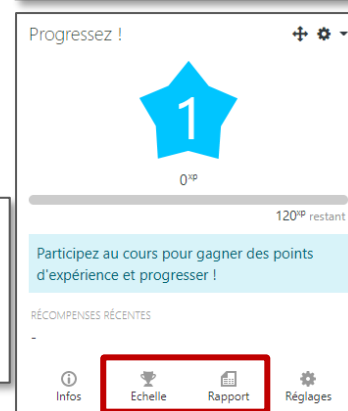 Progressez !
1
0xp
120xp restant
Participez au cours pour gagner des points
d'expérience et progresser !
RÉCOMPENSES RÉCENTES
-
Infos Echelle Rapport Réglages